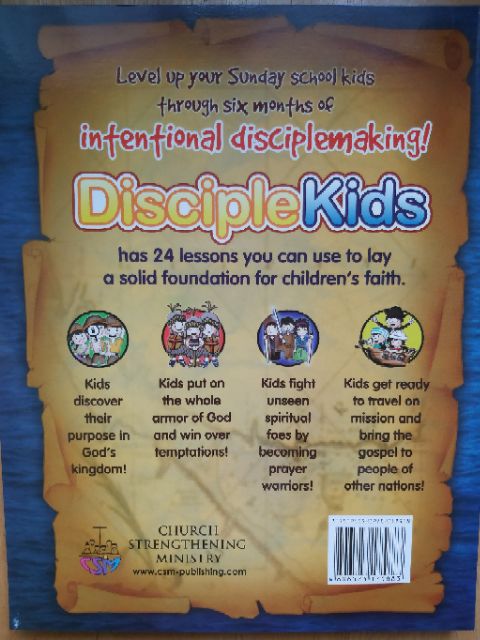 Level up your Sunday school kids
through six months of
intentional disciplemaking!
DiscipleKids
has 24 lessons you can use to lay
a solid foundation for children's faith.
Kids
discover
their
purpose in
God's
kingdom!
Kids put on
the whole
armor of God
and win over
temptations!
Kids fight
unseen
spiritual
foes by
becoming
prayer
warriors!
Kids get ready
to travel on
mission and
bring the
gospel to
people of
other nations!
CSM
CHURCH
STRENGTHENING
MINISTRY
www.csm-publishing.com